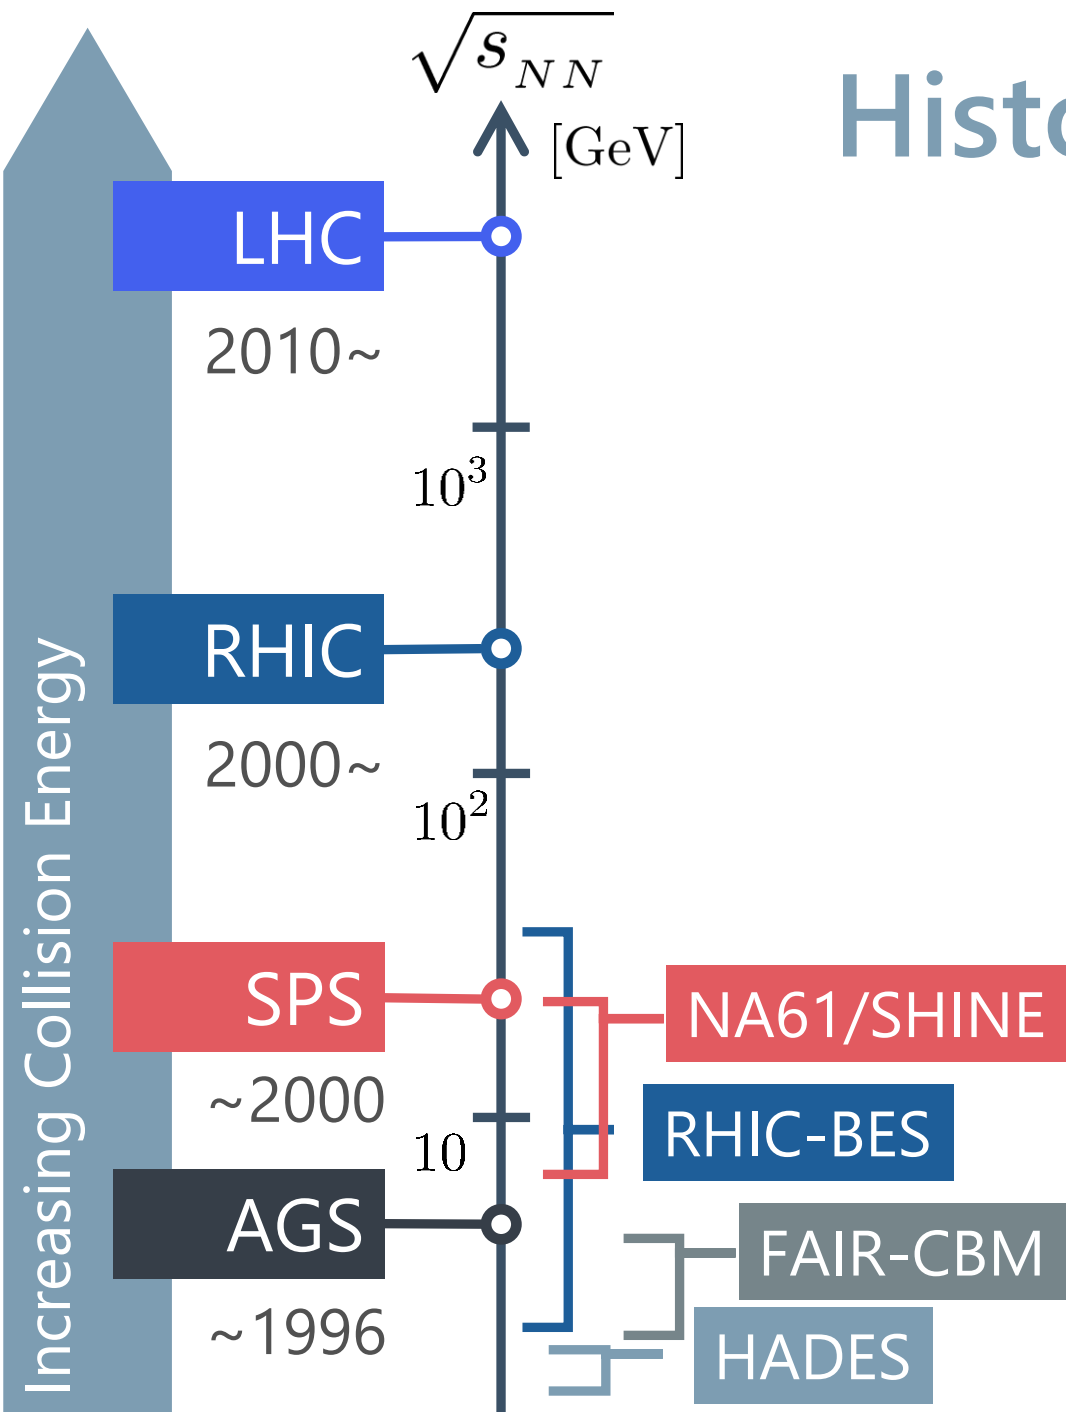 √s_NN
[GeV]
Histo
LHC
2010~
10³
RHIC
2000~
10²
SPS
~2000
NA61/SHINE
RHIC-BES
10
AGS
~1996
FAIR-CBM
HADES
Increasing Collision Energy